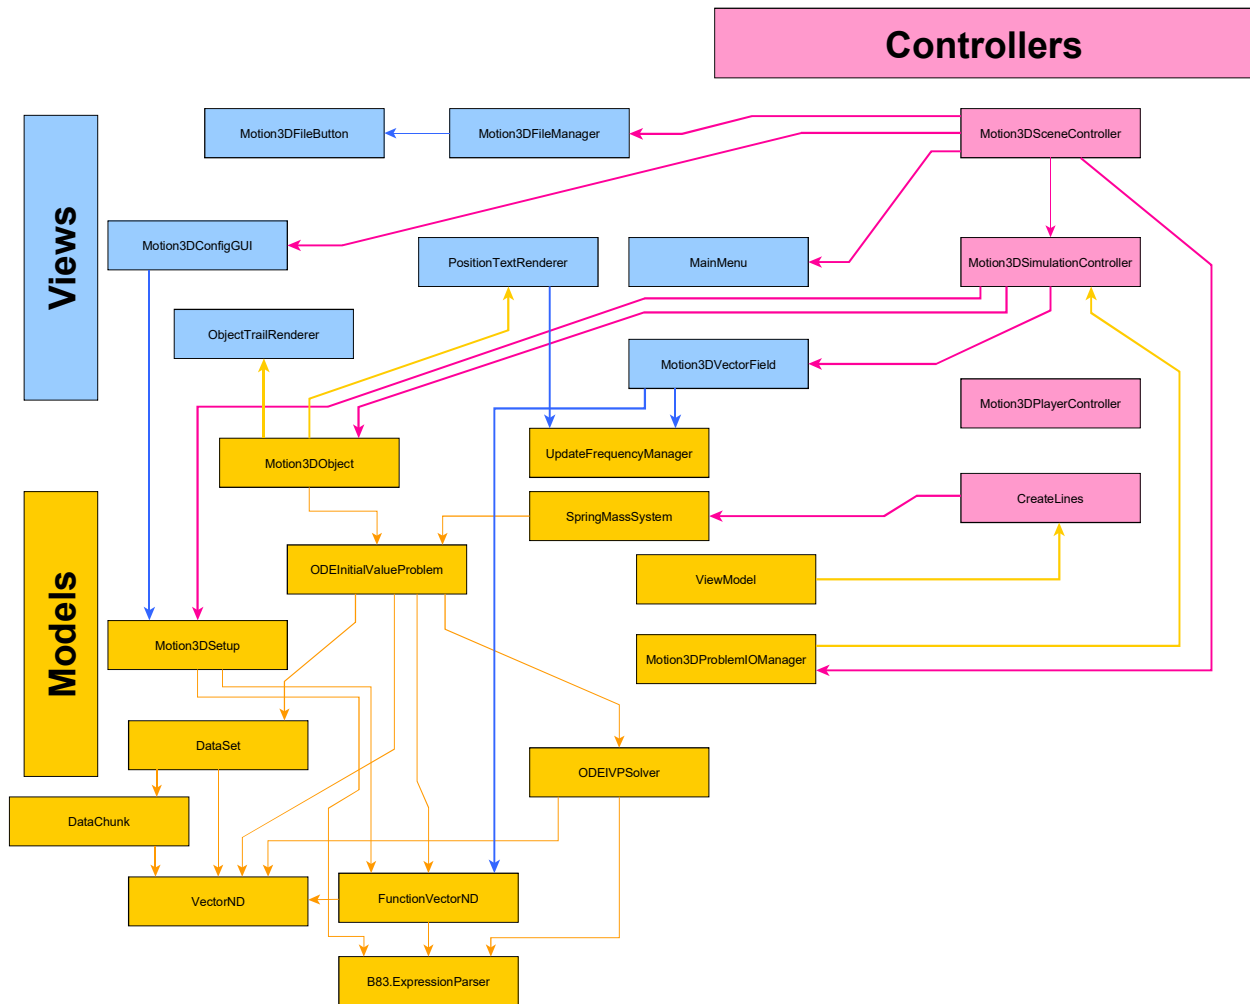 Controllers
Motion3DFileButton
Motion3DFileManager
Motion3DSceneController
Views
Motion3DConfigGUI
PositionTextRenderer
MainMenu
Motion3DSimulationController
ObjectTrailRenderer
Motion3DVectorField
Motion3DPlayerController
Motion3DObject
UpdateFrequencyManager
Models
SpringMassSystem
CreateLines
ODEInitialValueProblem
ViewModel
Motion3DSetup
Motion3DProblemIOManager
DataSet
ODEIVPSolver
DataChunk
VectorND
FunctionVectorND
B83.ExpressionParser